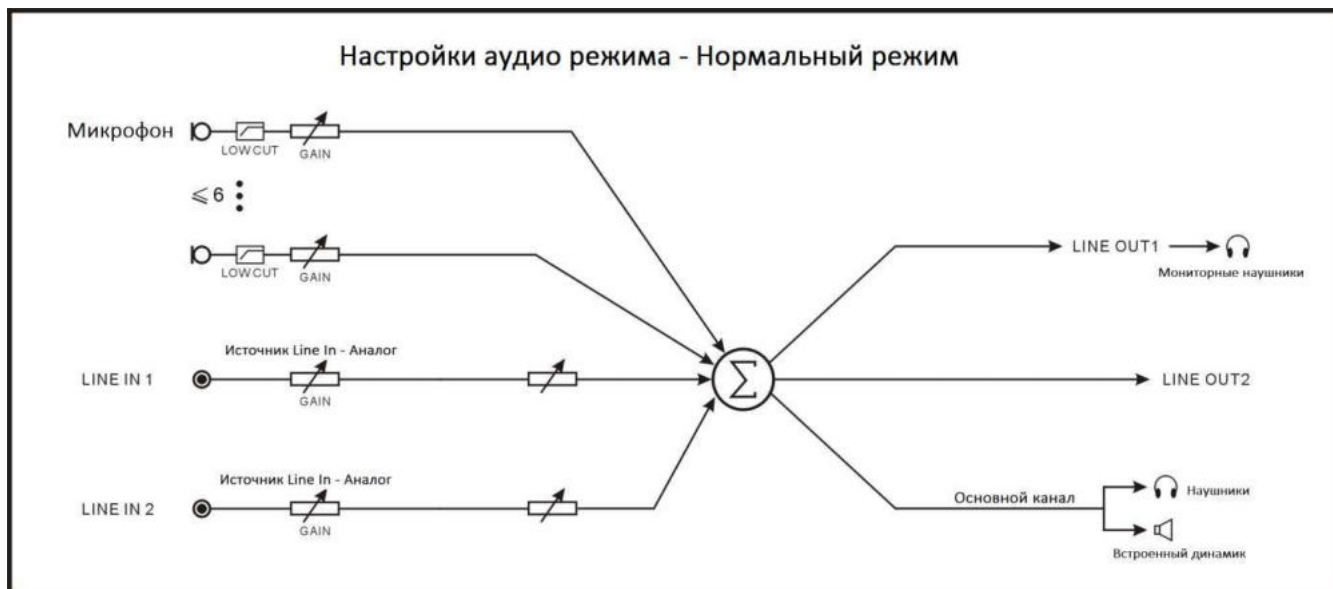 Настройки аудио режима - Нормальный режим
Микрофон
LOW CUT
GAIN
≤ 6
LOW CUT
GAIN
LINE OUT1
Мониторные наушники
Источник Line In - Аналог
LINE IN 1
GAIN
LINE OUT2
Источник Line In - Аналог
LINE IN 2
GAIN
Σ
Основной канал
Наушники
Встроенный динамик